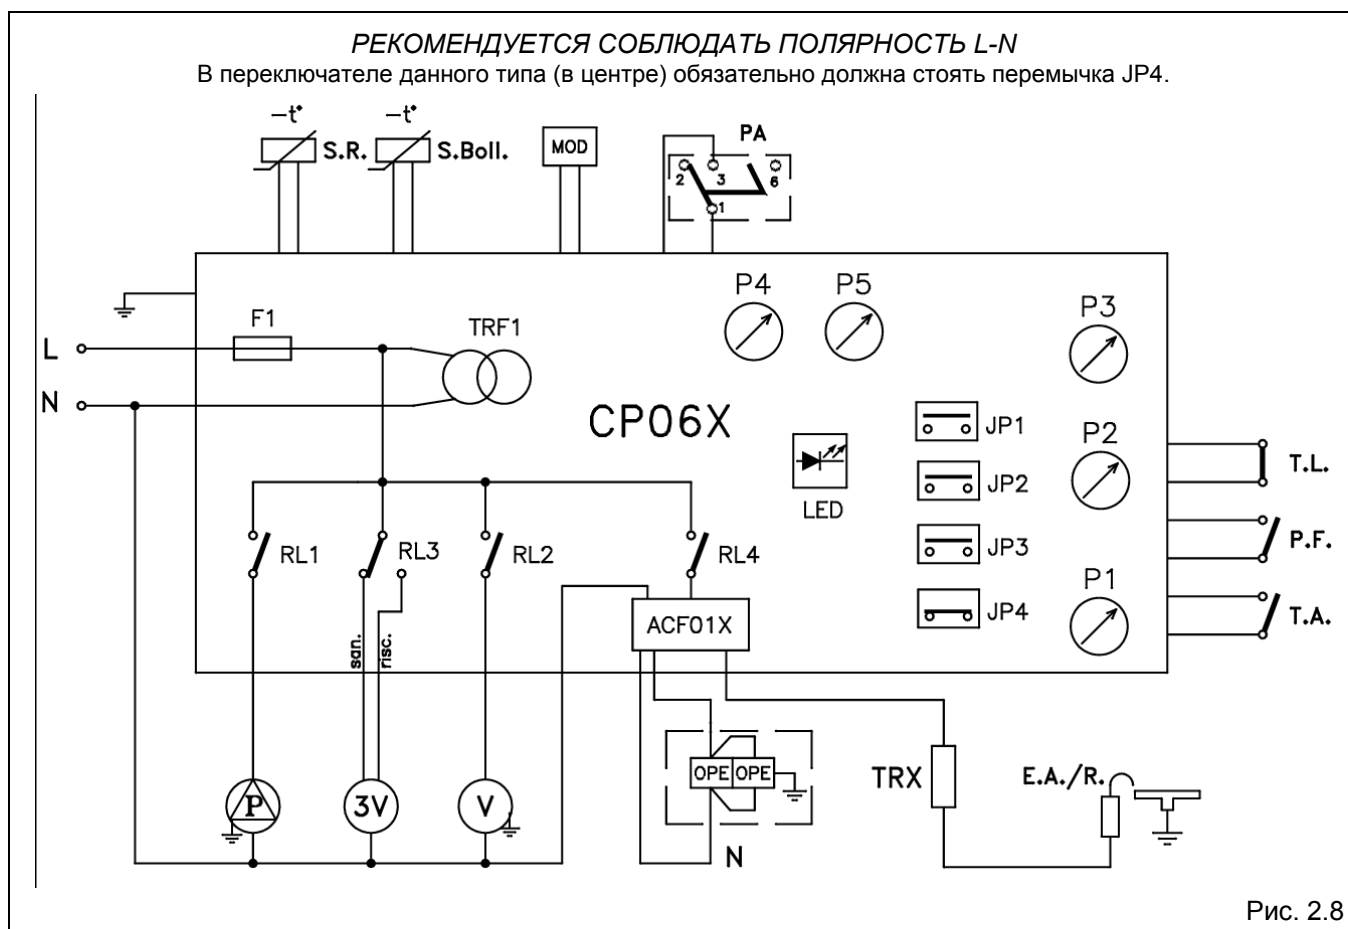 РЕКОМЕНДУЕТСЯ СОБЛЮДАТЬ ПОЛЯРНОСТЬ L-N
В переключателе данного типа (в центре) обязательно должна стоять перемычка JP4.
–t°
S.R.
–t°
S.Boll.
MOD
PA
2
3
6
1
P4
P5
P3
F1
TRF1
L
N
CP06X
LED
JP1
P2
JP2
T.L.
RL1
RL3
RL2
RL4
JP3
P.F.
JP4
P1
T.A.
ACF01X
san.
risc.
P
3V
V
OPE
OPE
N
TRX
E.A./R.
Рис. 2.8